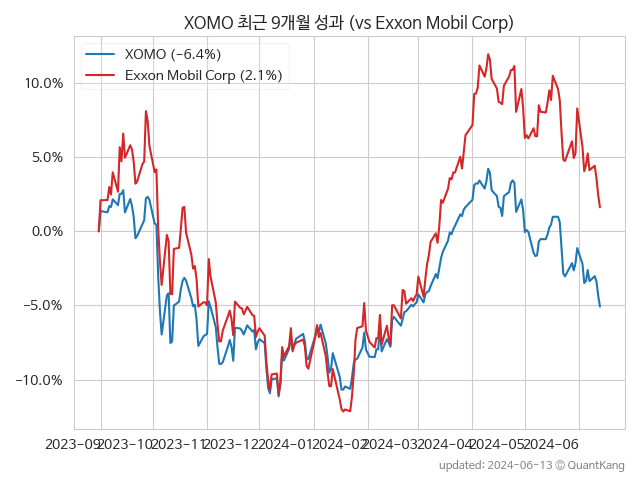 XOMO 최근 9개월 성과 (vs Exxon Mobil Corp)
XOMO (−6.4%)
Exxon Mobil Corp (2.1%)
10.0%
5.0%
0.0%
−5.0%
−10.0%
2023-09 2023-10 2023-11 2023-12 2024-01 2024-02 2024-03 2024-04 2024-05 2024-06
updated: 2024-06-13 ⓒ QuantKang